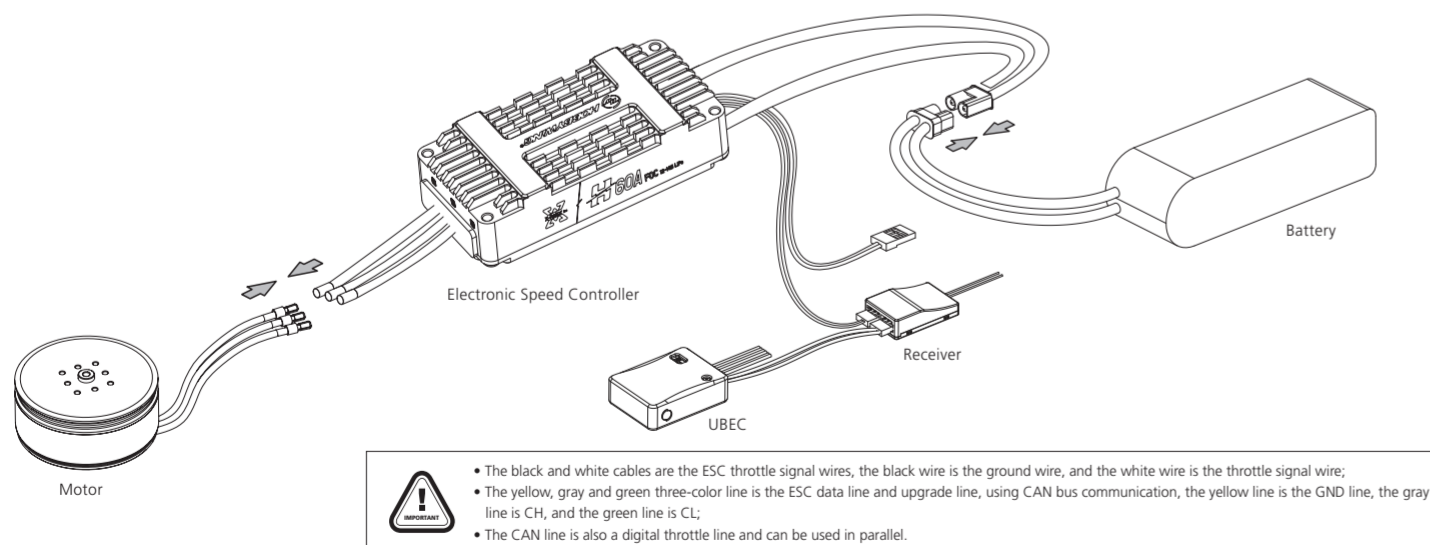 HOBBYWING
XROTOR
H60A FOC
Battery
Electronic Speed Controller
Receiver
UBEC
Motor
IMPORTANT
• The black and white cables are the ESC throttle signal wires, the black wire is the ground wire, and the white wire is the throttle signal wire;
• The yellow, gray and green three-color line is the ESC data line and upgrade line, using CAN bus communication, the yellow line is the GND line, the gray
line is CH, and the green line is CL;
• The CAN line is also a digital throttle line and can be used in parallel.